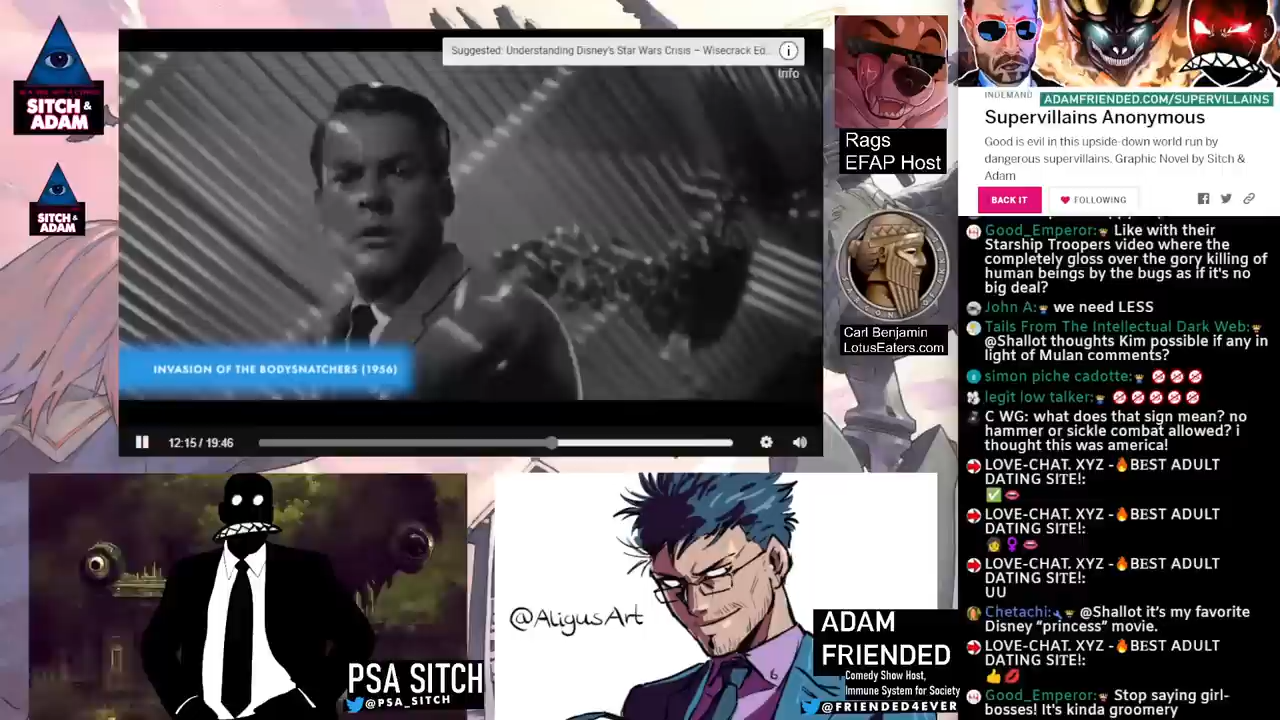 SITCH &
ADAM
SITCH &
ADAM
Suggested: Understanding Disney's Star Wars Crisis – Wisecrack Ed...
Info
INVASION OF THE BODYSNATCHERS (1956)
12:15 / 19:46
Rags
EFAP Host
SARGON OF AKKAD
Carl Benjamin
LotusEaters.com
INDEMAND
ADAMFRIENDED.COM/SUPERVILLAINS
Supervillains Anonymous
Good is evil in this upside-down world run by
dangerous supervillains. Graphic Novel by Sitch &
Adam
BACK IT
FOLLOWING
Good_Emperor: Like with their
Starship Troopers video where the
completely gloss over the gory killing of
human beings by the bugs as if it's no
big deal?
John A: we need LESS
Tails From The Intellectual Dark Web:
@Shallot thoughts Kim possible if any in
light of Mulan comments?
simon piche cadotte: 🚫🚫🚫
legit low talker: 🚫🚫🚫🚫🚫
C WG: what does that sign mean? no
hammer or sickle combat allowed? i
thought this was america!
LOVE-CHAT. XYZ -🔥BEST ADULT
DATING SITE!:
✅👄
LOVE-CHAT. XYZ -🔥BEST ADULT
DATING SITE!:
👩♀👄
LOVE-CHAT. XYZ -🔥BEST ADULT
DATING SITE!:
UU
Chetachi: @Shallot it's my favorite
Disney "princess" movie.
LOVE-CHAT. XYZ -🔥BEST ADULT
DATING SITE!:
👍💋
Good_Emperor: Stop saying girl-
bosses! It's kinda groomery
PSA SITCH
@PSA_SITCH
@AligusArt
ADAM
FRIENDED
Comedy Show Host,
Immune System for Society
@FRIENDED4EVER